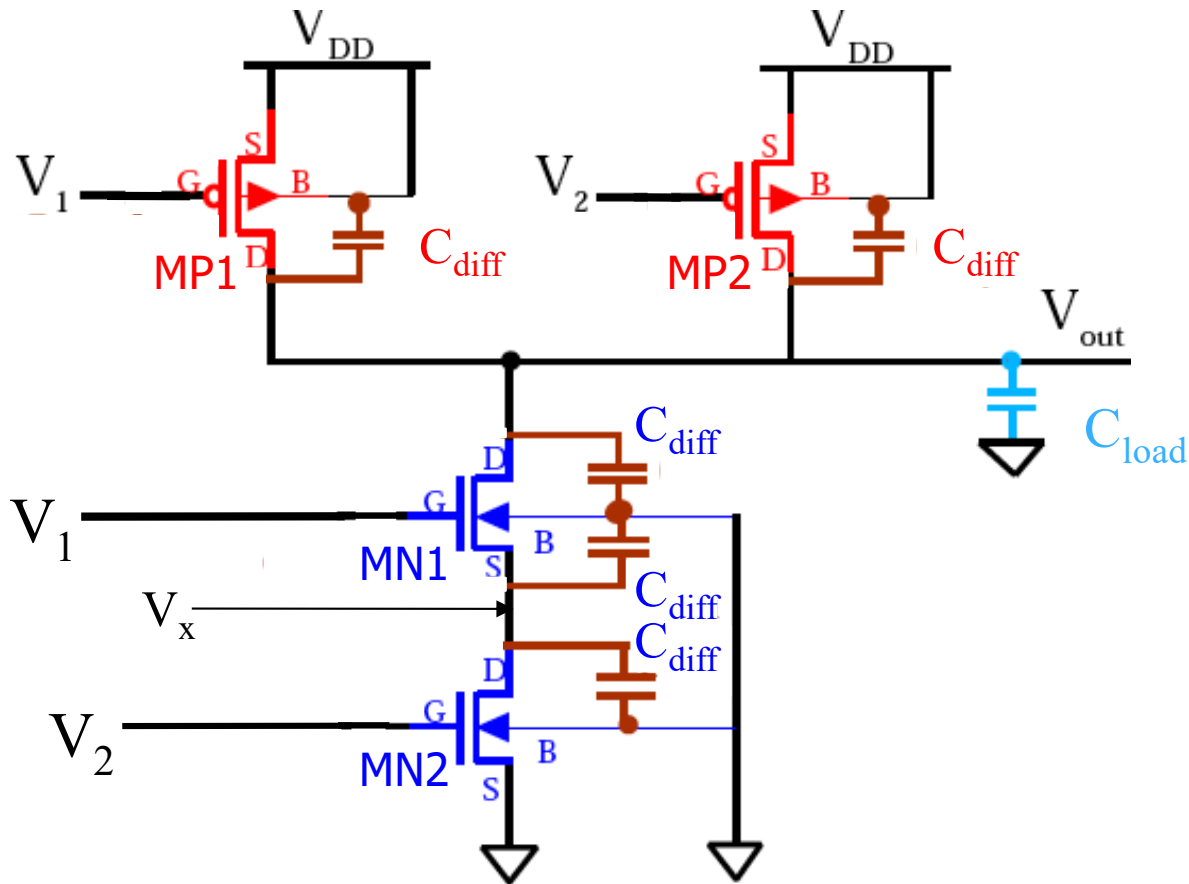 VDD VDD
S S
V1 G B V2 G B
D Cdiff D Cdiff
MP1 MP2
Vout
Cdiff
D
Cload
G
V1 B
MN1 S
Cdiff
Vx
Cdiff
D
G
V2 B
MN2
S